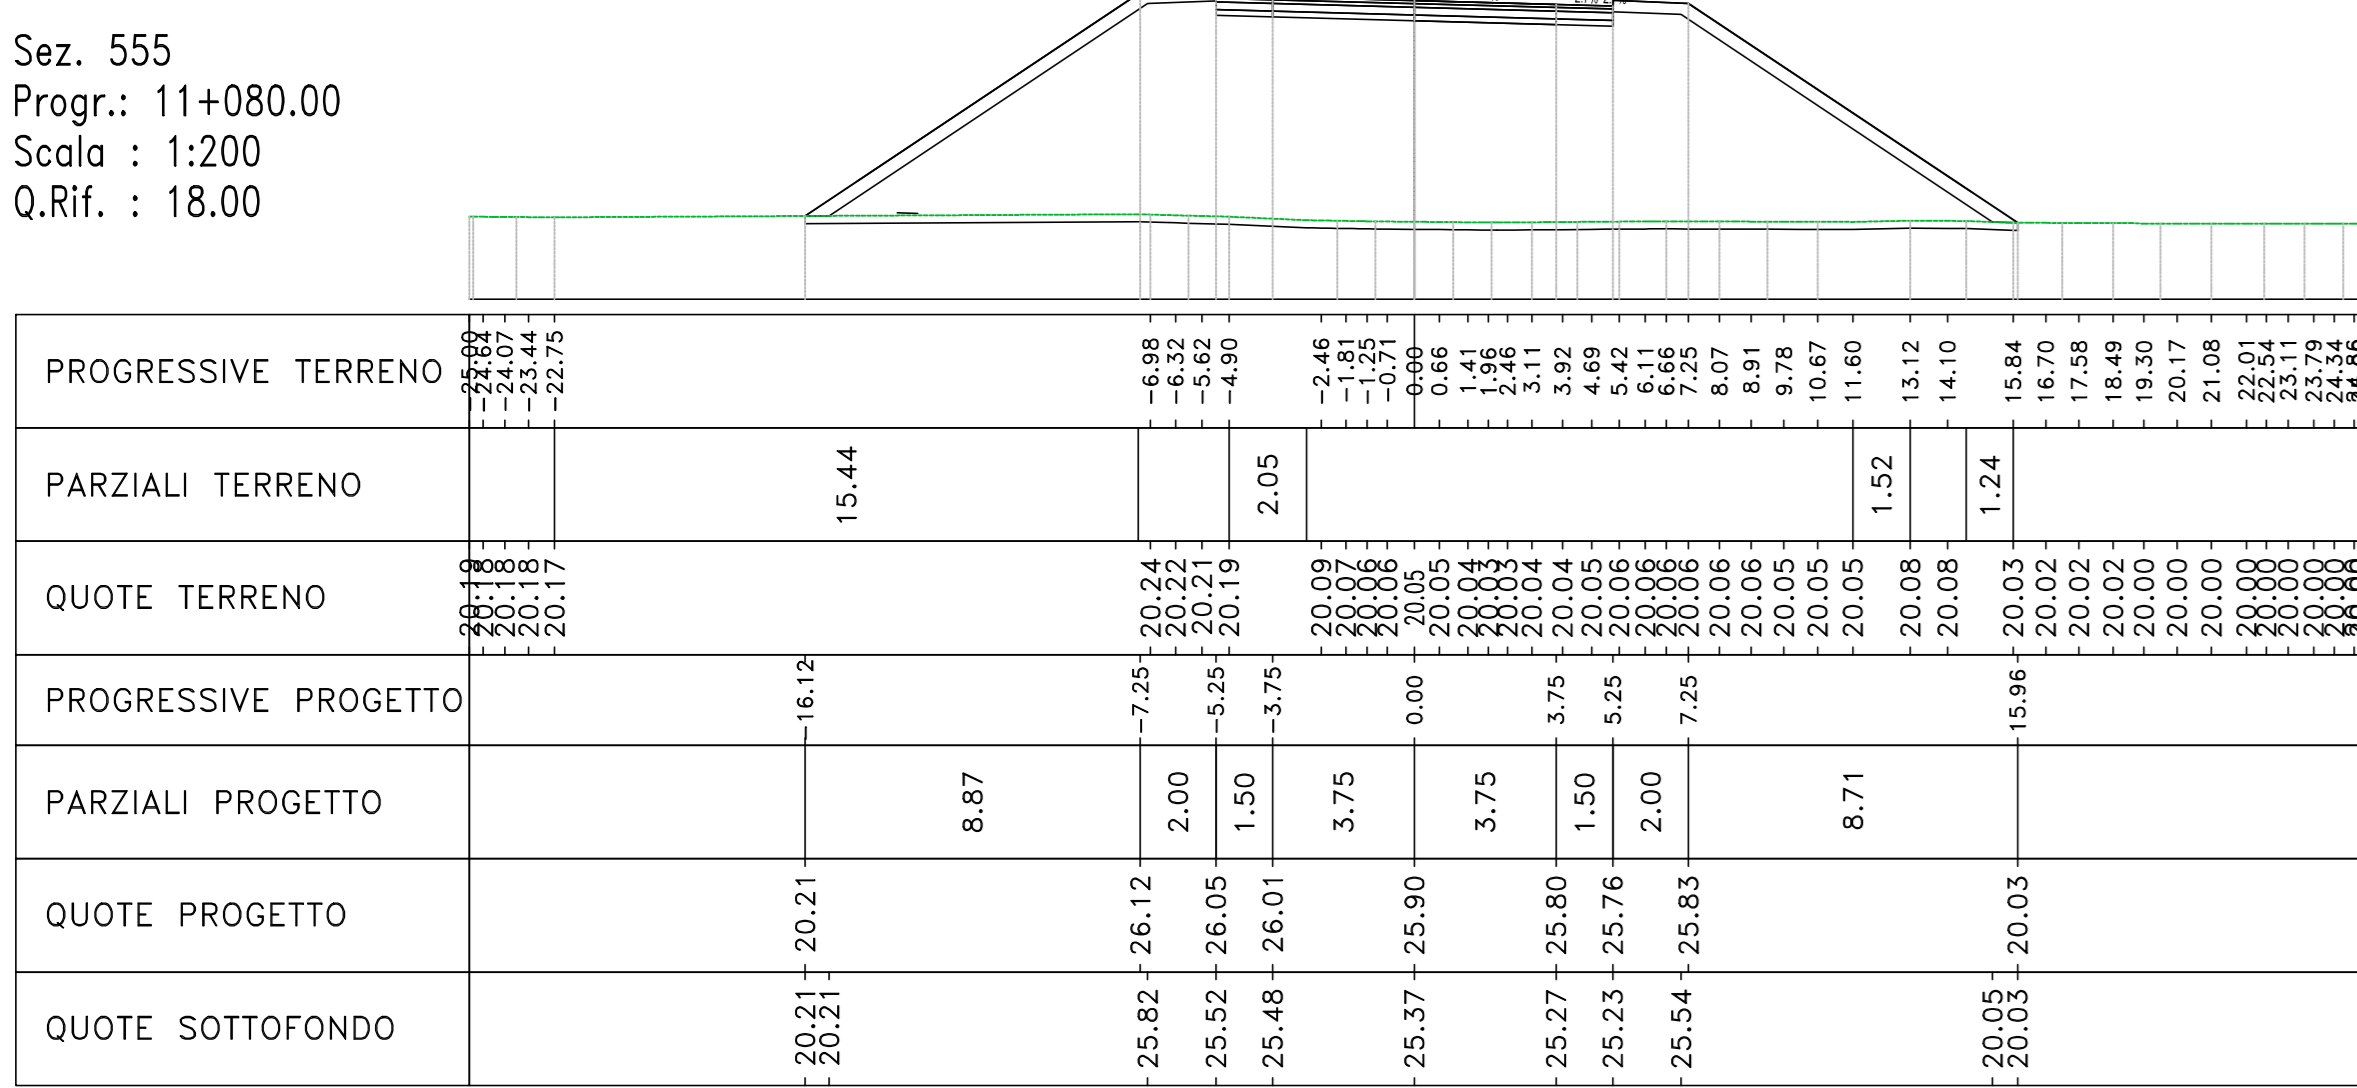 Sez. 555
Progr.: 11+080.00
Scala : 1:200
Q.Rif. : 18.00
PROGRESSIVE TERRENO
-25.00 -24.64 -24.07 -23.44 -22.75 -6.98 -6.32 -5.62 -4.90 -2.46 -1.81 -1.25 -0.71 0.00 0.66 1.41 1.96 2.46 3.11 3.92 4.69 5.42 6.11 6.66 7.25 8.07 8.91 9.78 10.67 11.60 13.12 14.10 15.84 16.70 17.58 18.49 19.30 20.17 21.08 22.01 22.54 23.11 23.79 24.34
PARZIALI TERRENO
15.44 2.05 1.52 1.24
QUOTE TERRENO
20.19 20.18 20.18 20.18 20.17 20.24 20.22 20.21 20.19 20.09 20.07 20.06 20.06 20.05 20.05 20.04 20.03 20.03 20.04 20.04 20.05 20.06 20.06 20.06 20.06 20.06 20.06 20.05 20.05 20.05 20.08 20.08 20.03 20.02 20.02 20.02 20.00 20.00 20.00 20.00 20.00 20.00 20.00 20.00
PROGRESSIVE PROGETTO
-16.12 -7.25 -5.25 -3.75 0.00 3.75 5.25 7.25 15.96
PARZIALI PROGETTO
8.87 2.00 1.50 3.75 3.75 1.50 2.00 8.71
QUOTE PROGETTO
20.21 26.12 26.05 26.01 25.90 25.80 25.76 25.83 20.03
QUOTE SOTTOFONDO
20.21 20.21 25.82 25.52 25.48 25.37 25.27 25.23 25.54 20.05 20.03